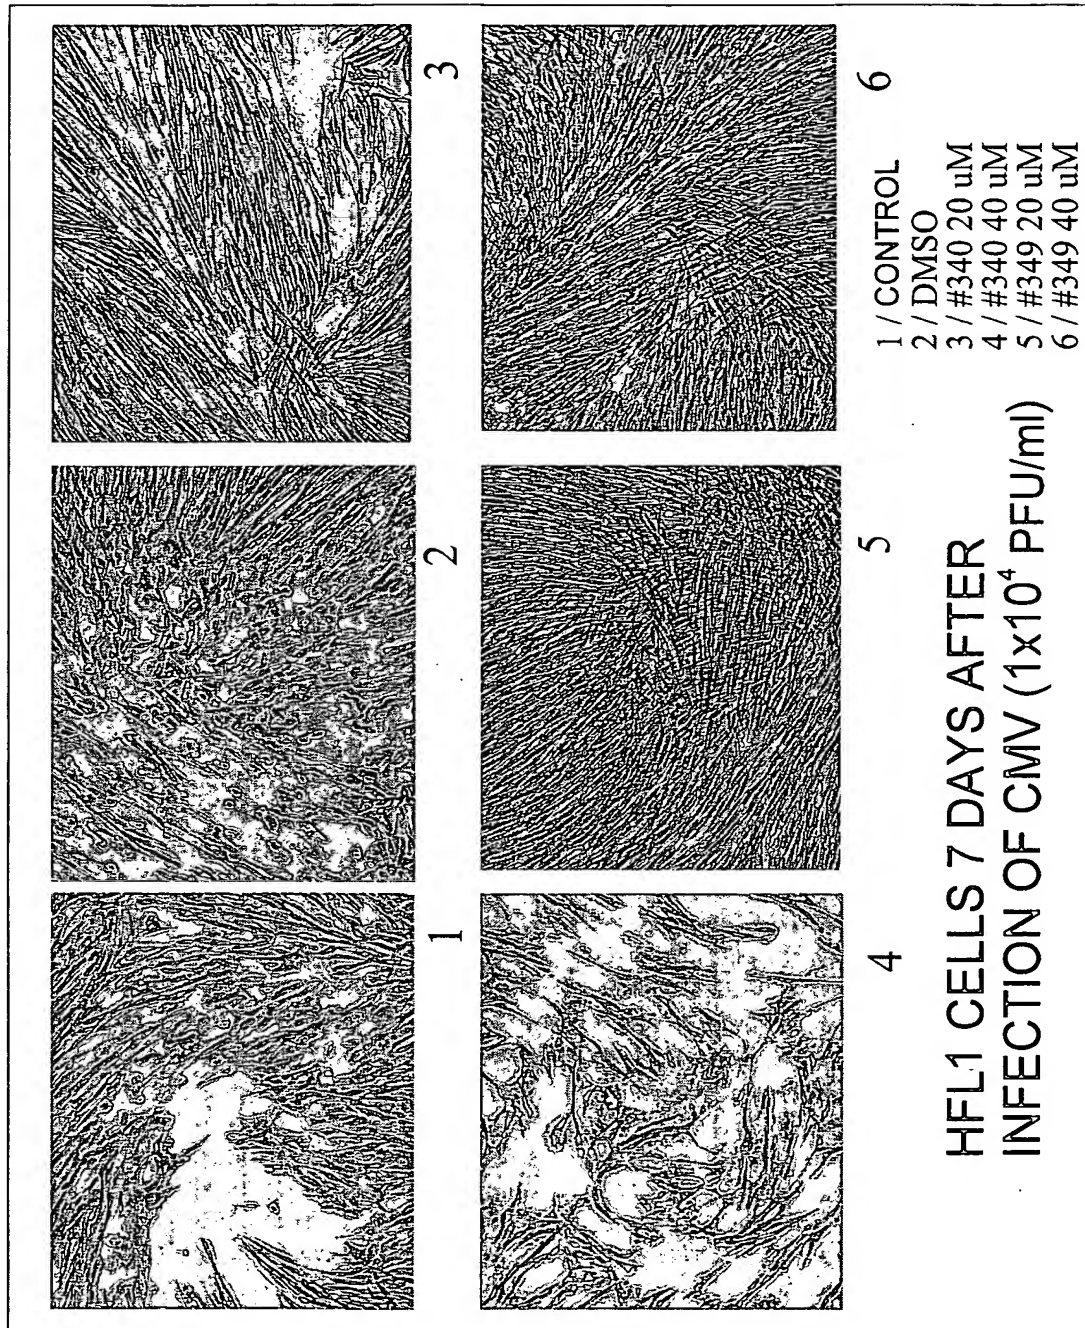 1
2
3
4
5
6
HFL1 CELLS 7 DAYS AFTER
INFECTION OF CMV (1x10⁴ PFU/ml)
1 / CONTROL
2 / DMSO
3 / #340 20 uM
4 / #340 40 uM
5 / #349 20 uM
6 / #349 40 uM